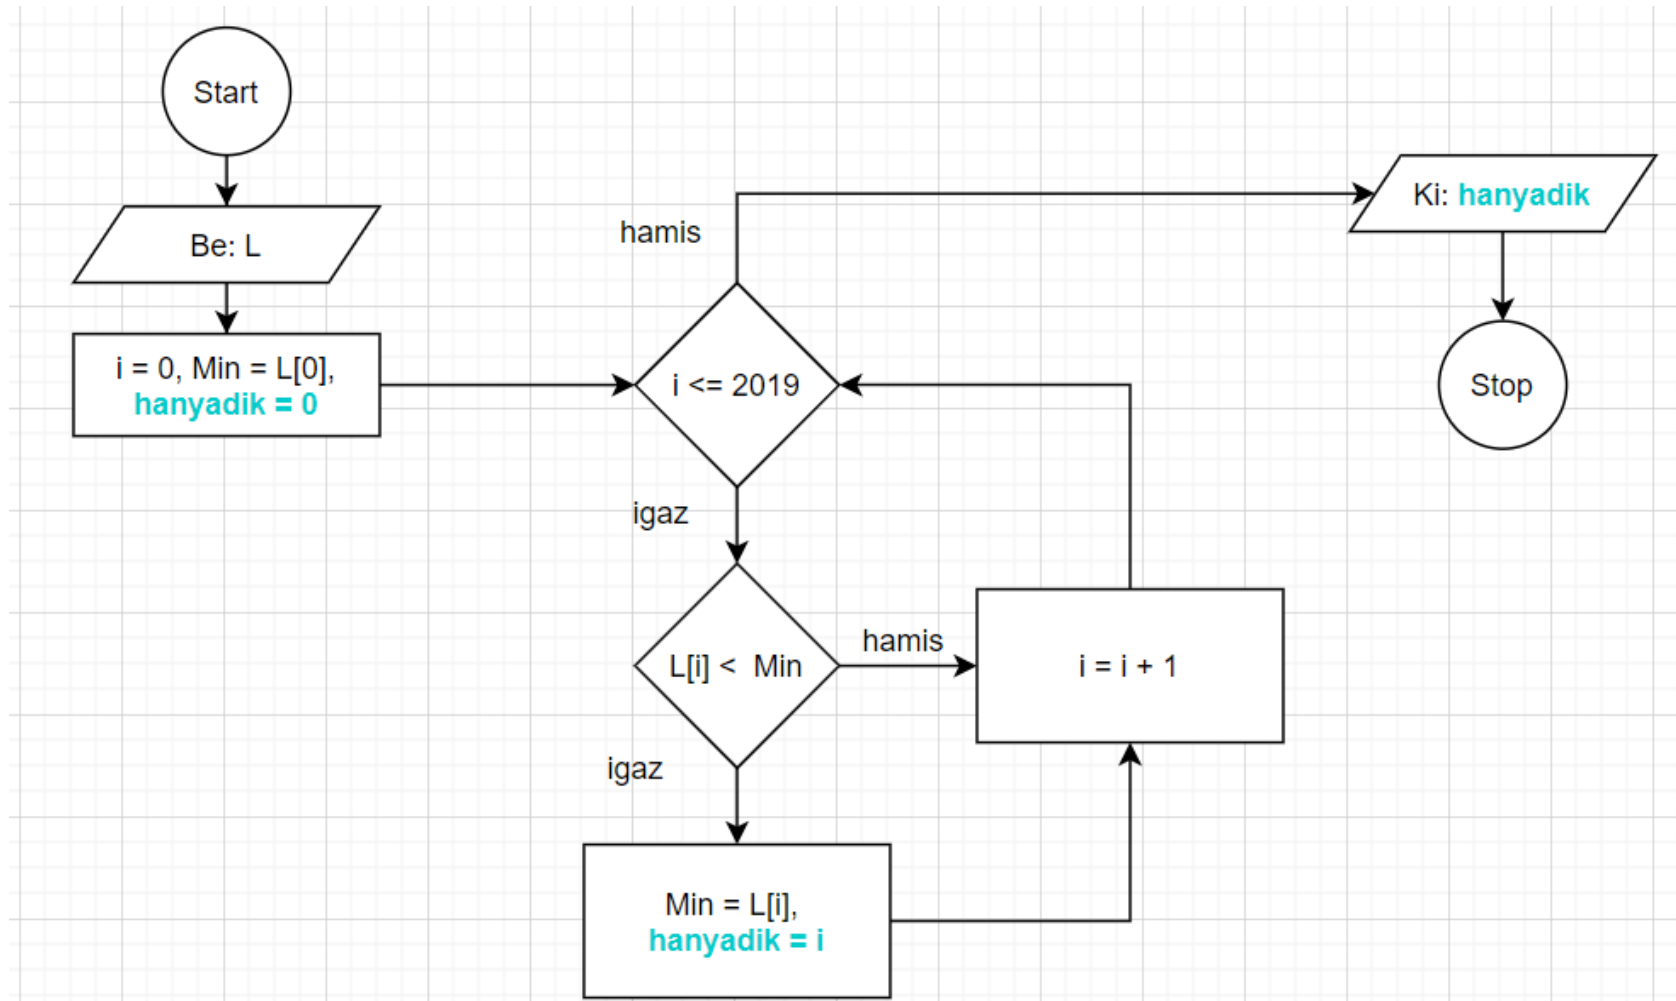 Start
Be: L
i = 0, Min = L[0],
hanyadik = 0
i <= 2019
hamis
Ki: hanyadik
Stop
igaz
L[i] < Min
hamis
i = i + 1
igaz
Min = L[i],
hanyadik = i